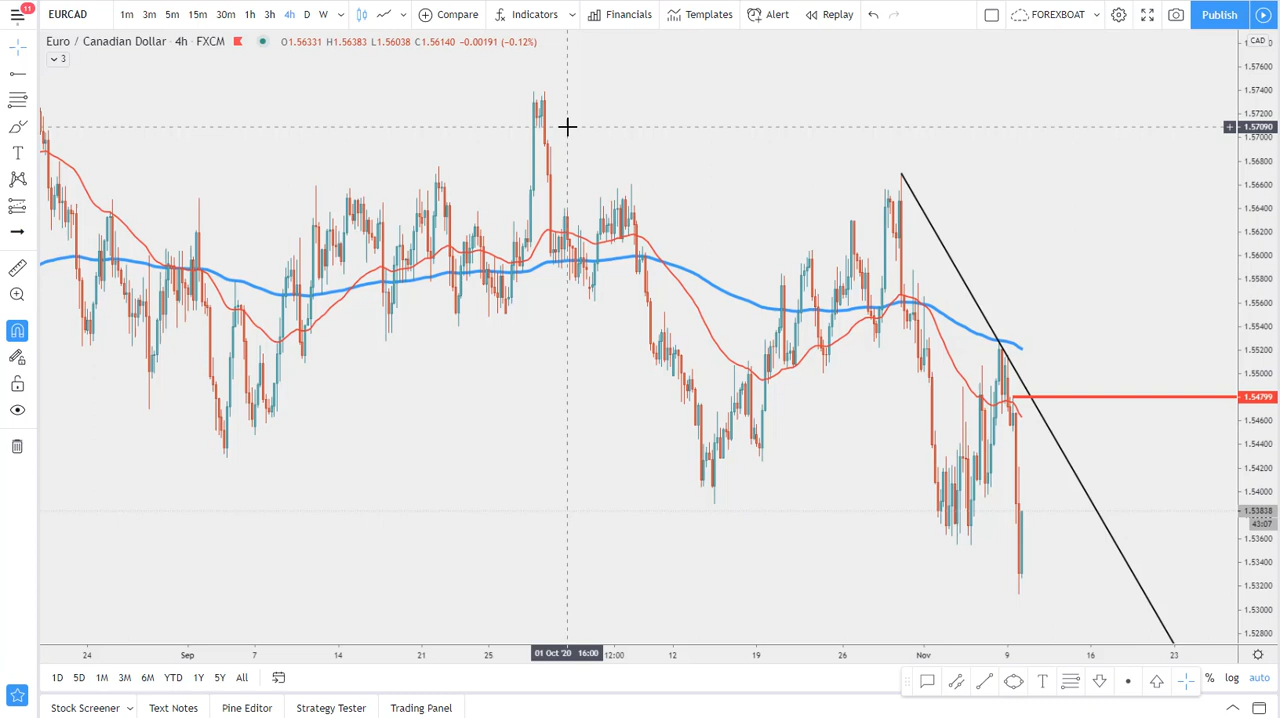 11
EURCAD
1m 3m 5m 15m 30m 1h 3h 4h D W
Compare
Indicators
Financials
Templates
Alert
Replay
FOREXBOAT
Publish
Euro / Canadian Dollar · 4h · FXCM
O1.56331 H1.56383 L1.56038 C1.56140 -0.00191 (-0.12%)
3
CAD
1.57600
1.57400
1.57200
1.57090
1.57000
1.56800
1.56600
1.56400
1.56200
1.56000
1.55800
1.55600
1.55400
1.55200
1.55000
1.54799
1.54600
1.54400
1.54200
1.54000
1.53838
43:07
1.53600
1.53400
1.53200
1.53000
1.52800
24 Sep 7 14 21 25 01 Oct '20 16:00 12:00 12 19 26 Nov 9 16 23
1D 5D 1M 3M 6M YTD 1Y 5Y All
% log auto
Stock Screener Text Notes Pine Editor Strategy Tester Trading Panel